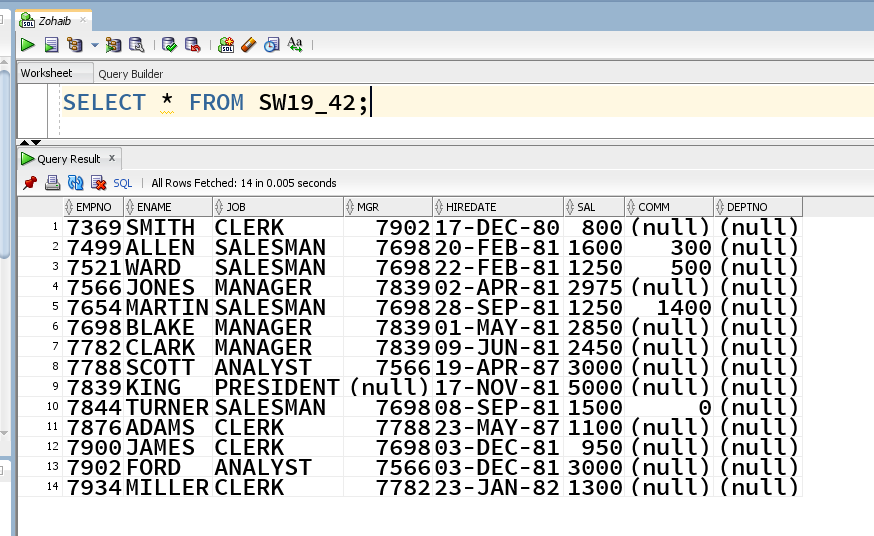 Zohaib
Worksheet Query Builder
SELECT * FROM SW19_42;
Query Result x
SQL | All Rows Fetched: 14 in 0.005 seconds
EMPNO ENAME JOB MGR HIREDATE SAL COMM DEPTNO
1 7369 SMITH CLERK 7902 17-DEC-80 800 (null) (null)
2 7499 ALLEN SALESMAN 7698 20-FEB-81 1600 300 (null)
3 7521 WARD SALESMAN 7698 22-FEB-81 1250 500 (null)
4 7566 JONES MANAGER 7839 02-APR-81 2975 (null) (null)
5 7654 MARTIN SALESMAN 7698 28-SEP-81 1250 1400 (null)
6 7698 BLAKE MANAGER 7839 01-MAY-81 2850 (null) (null)
7 7782 CLARK MANAGER 7839 09-JUN-81 2450 (null) (null)
8 7788 SCOTT ANALYST 7566 19-APR-87 3000 (null) (null)
9 7839 KING PRESIDENT (null) 17-NOV-81 5000 (null) (null)
10 7844 TURNER SALESMAN 7698 08-SEP-81 1500 0 (null)
11 7876 ADAMS CLERK 7788 23-MAY-87 1100 (null) (null)
12 7900 JAMES CLERK 7698 03-DEC-81 950 (null) (null)
13 7902 FORD ANALYST 7566 03-DEC-81 3000 (null) (null)
14 7934 MILLER CLERK 7782 23-JAN-82 1300 (null) (null)